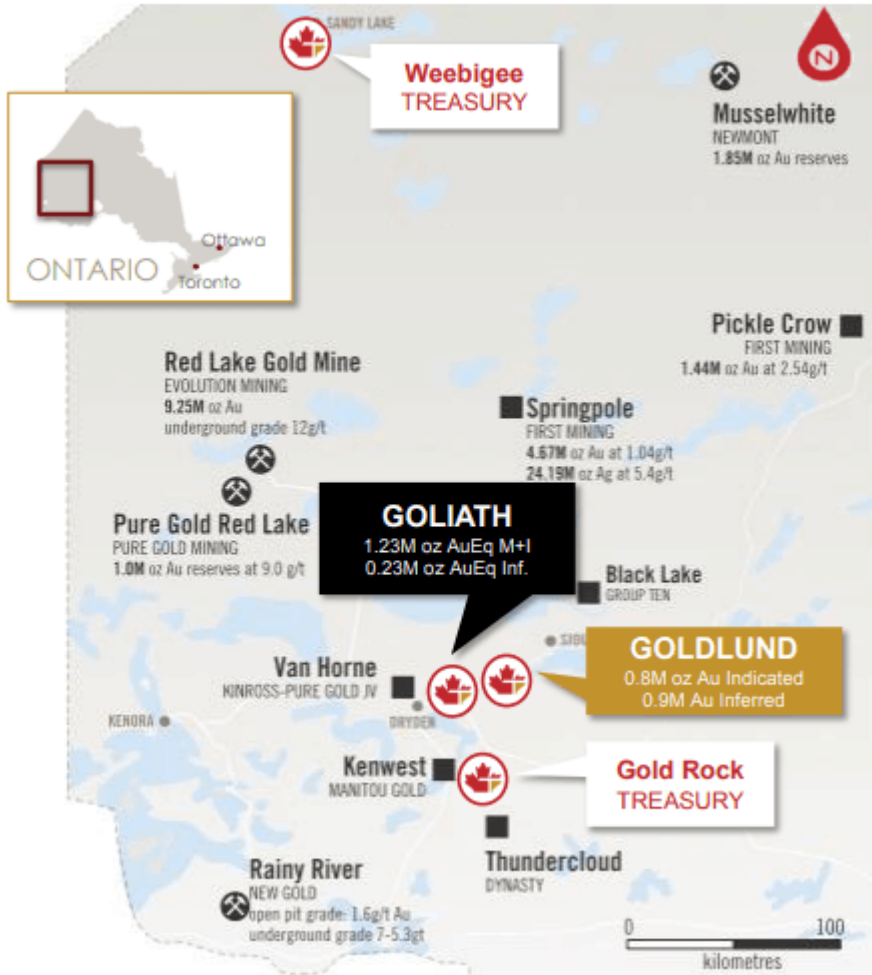 SANDY LAKE
Weebigee
TREASURY
N
Musselwhite
NEWMONT
1.85M oz Au reserves
Ottawa
Toronto
ONTARIO
Pickle Crow
FIRST MINING
1.44M oz Au at 2.54g/t
Red Lake Gold Mine
EVOLUTION MINING
9.25M oz Au
underground grade 12g/t
Springpole
FIRST MINING
4.67M oz Au at 1.04g/t
24.19M oz Ag at 5.4g/t
Pure Gold Red Lake
PURE GOLD MINING
1.0M oz Au reserves at 9.0 g/t
GOLIATH
1.23M oz AuEq M+I
0.23M oz AuEq Inf.
Black Lake
GROUP TEN
GOLDLUND
0.8M oz Au Indicated
0.9M Au Inferred
Van Horne
KINROSS-PURE GOLD JV
DRYDEN
KENORA
Kenwest
MANITOU GOLD
Gold Rock
TREASURY
Thundercloud
DYNASTY
Rainy River
NEW GOLD
open pit grade: 1.6g/t Au
underground grade 7-5.3gt
0 100
kilometres